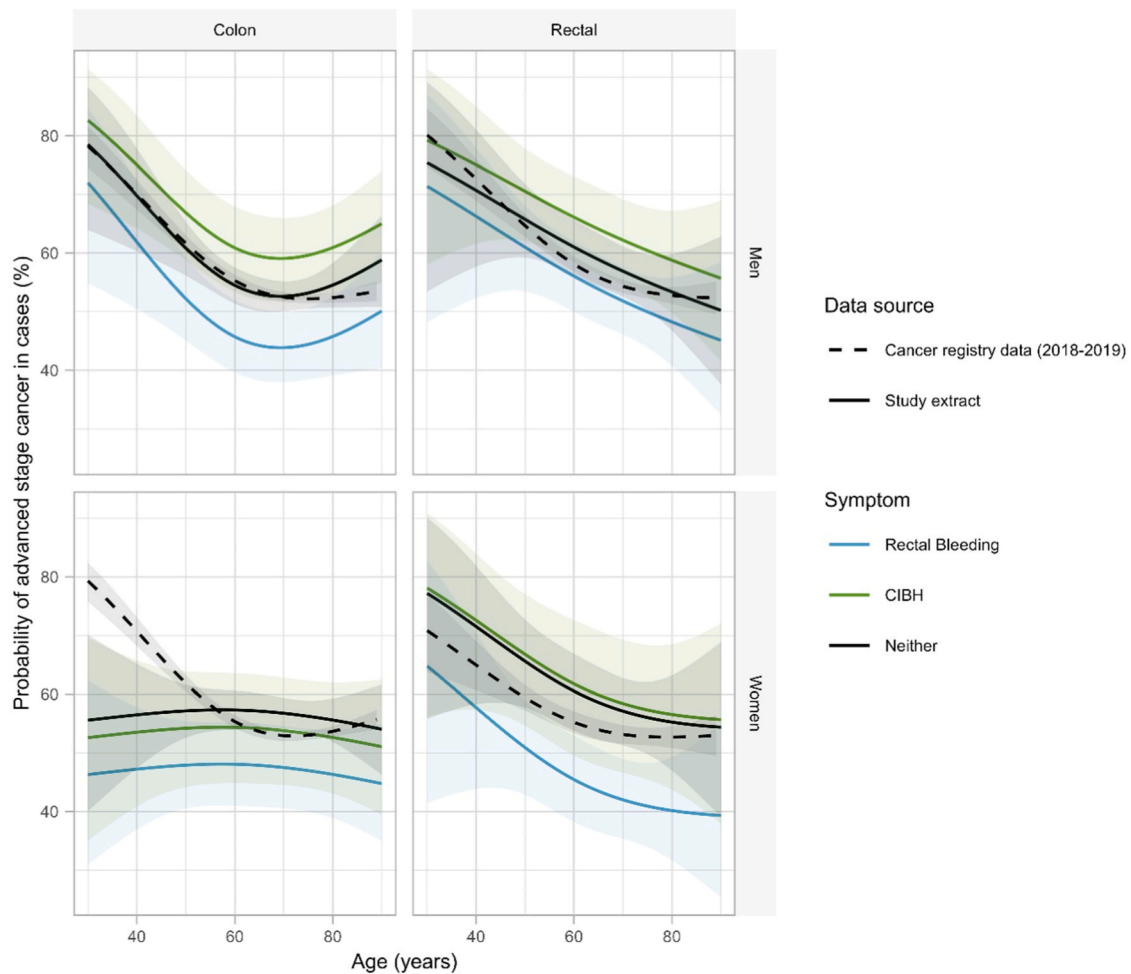 Colon
Rectal
Probability of advanced stage cancer in cases (%)
80
60
40
Men
80
60
40
Women
40
60
80
40
60
80
Age (years)
Data source
Cancer registry data (2018-2019)
Study extract
Symptom
Rectal Bleeding
CIBH
Neither